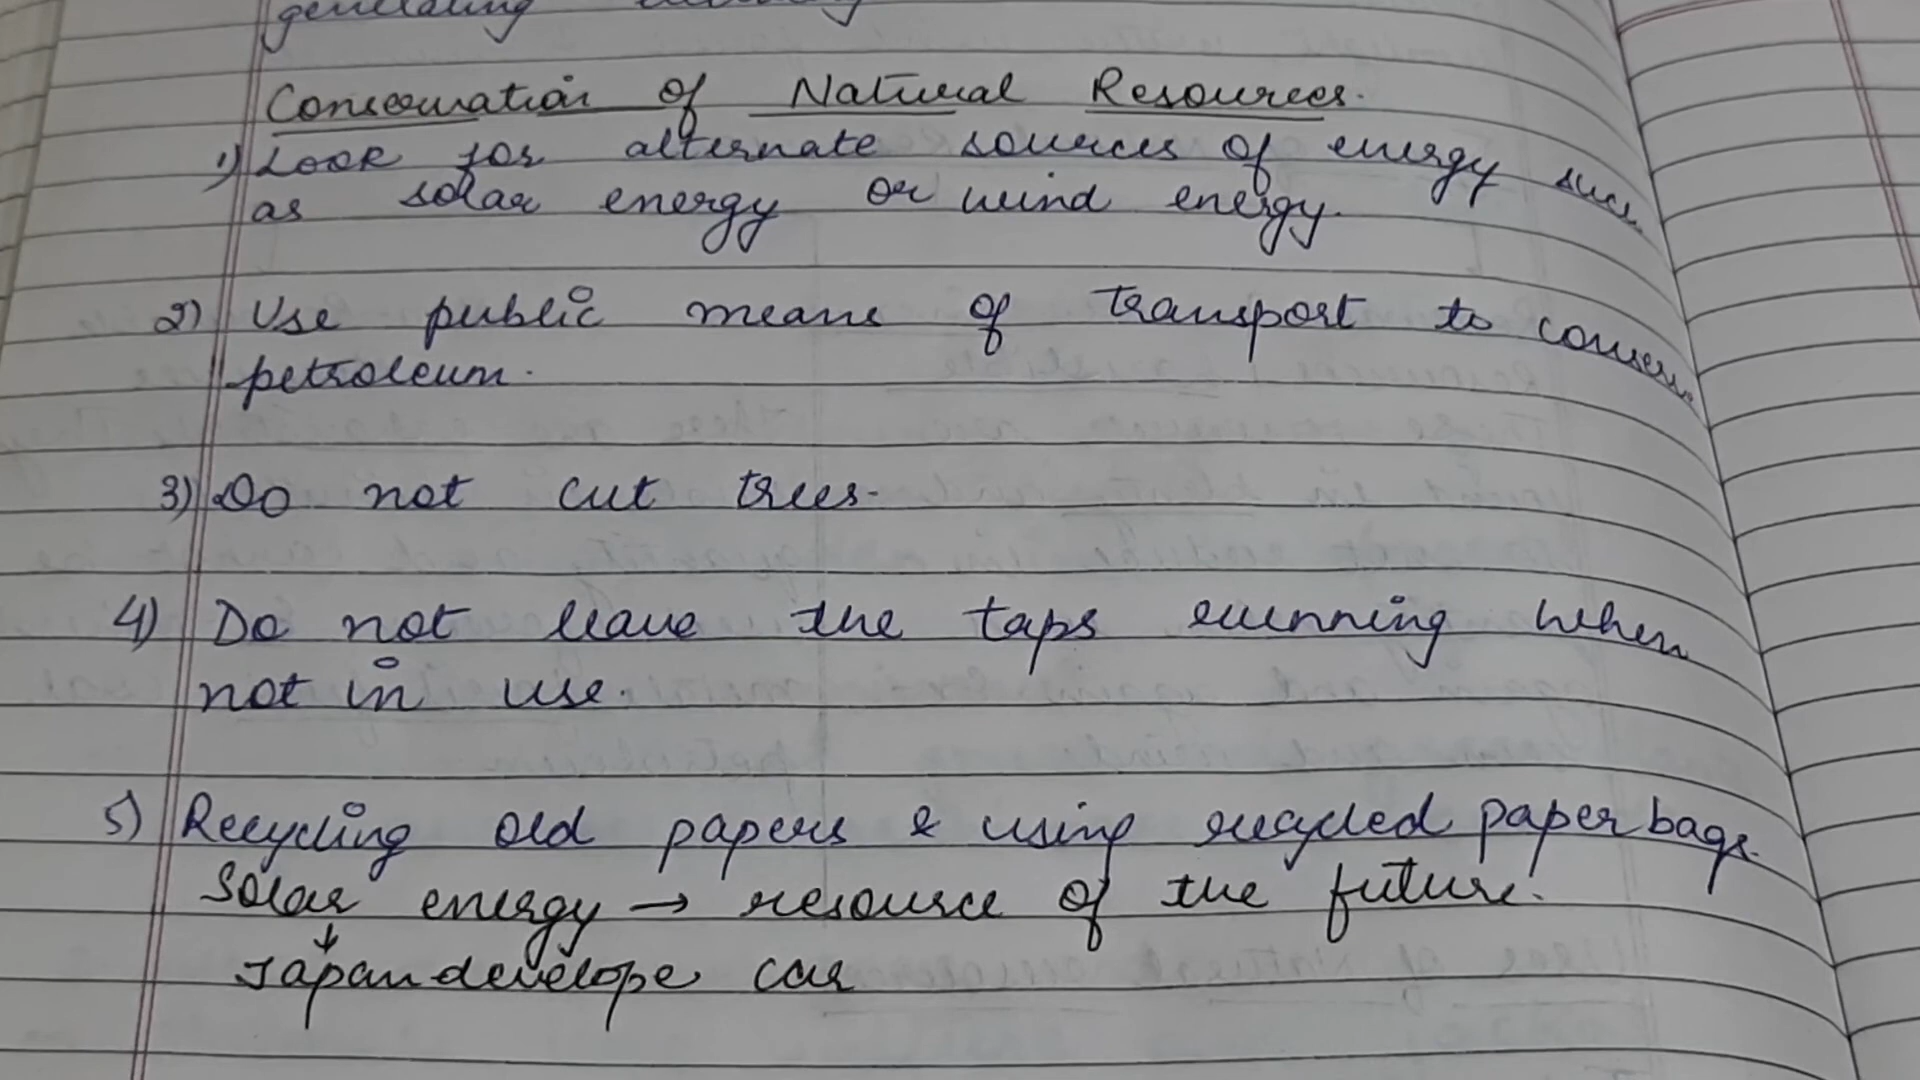 generating
Conservation of Natural Resources.
1) Look for alternate sources of energy such
as solar energy or wind energy.
2) Use public means of transport to conserve
petroleum.
3) Do not cut trees.
4) Do not leave the taps running when
not in use.
5) Recycling old papers & using recycled paper bags.
Solar energy → resource of the future.
↓
Japan develope car